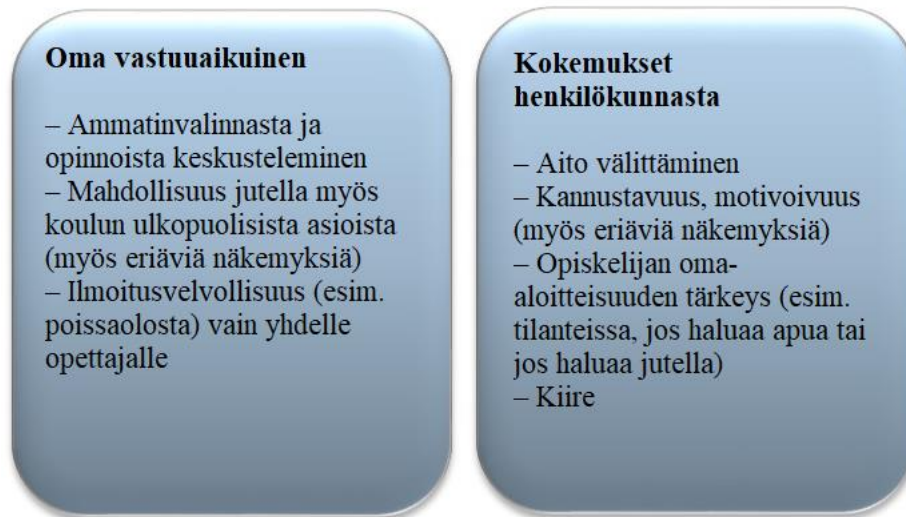 Oma vastuuaikuinen
– Ammatinvalinnasta ja
opinnoista keskusteleminen
– Mahdollisuus jutella myös
koulun ulkopuolisista asioista
(myös eriäviä näkemyksiä)
– Ilmoitusvelvollisuus (esim.
poissaolosta) vain yhdelle
opettajalle
Kokemukset
henkilökunnasta
– Aito välittäminen
– Kannustavuus, motivoivuus
(myös eriäviä näkemyksiä)
– Opiskelijan oma-
aloitteisuuden tärkeys (esim.
tilanteissa, jos haluaa apua tai
jos haluaa jutella)
– Kiire